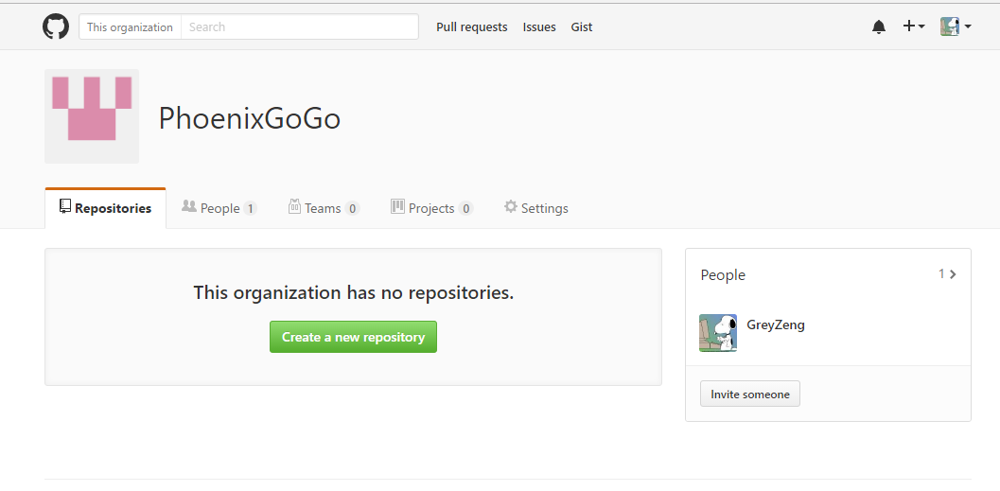 This organization Search Pull requests Issues Gist
PhoenixGoGo
Repositories People 1 Teams 0 Projects 0 Settings
This organization has no repositories.
Create a new repository
People 1
GreyZeng
Invite someone